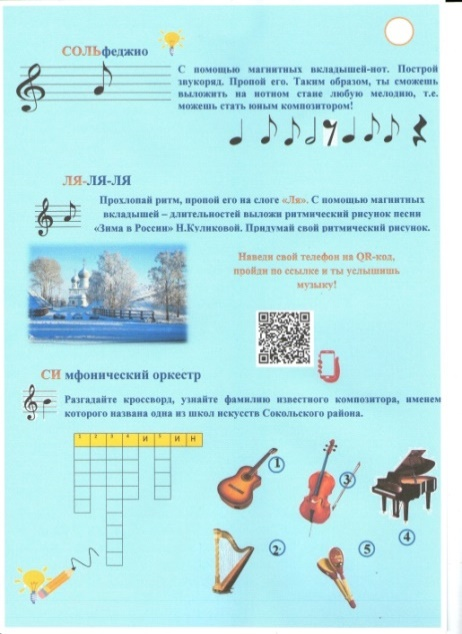 СОЛЬфеджио
С помощью магнитных вкладышей-нот. Построй
звукоряд. Пропой его. Таким образом, ты сможешь
выложить на нотном стане любую мелодию, т.е.
можешь стать юным композитором!
ЛЯ-ЛЯ-ЛЯ
Прохлопай ритм, пропой его на слоге «Ля». С помощью магнитных
вкладышей – длительностей выложи ритмический рисунок песни
«Зима в России» Н.Куликовой. Придумай свой ритмический рисунок.
Наведи свой телефон на QR-код,
пройди по ссылке и ты услышишь
музыку!
СИ мфонический оркестр
Разгадайте кроссворд, узнайте фамилию известного композитора, именем
которого названа одна из школ искусств Сокольского района.
1 2 3 4 И 5 И Н
1
3
4
2
5